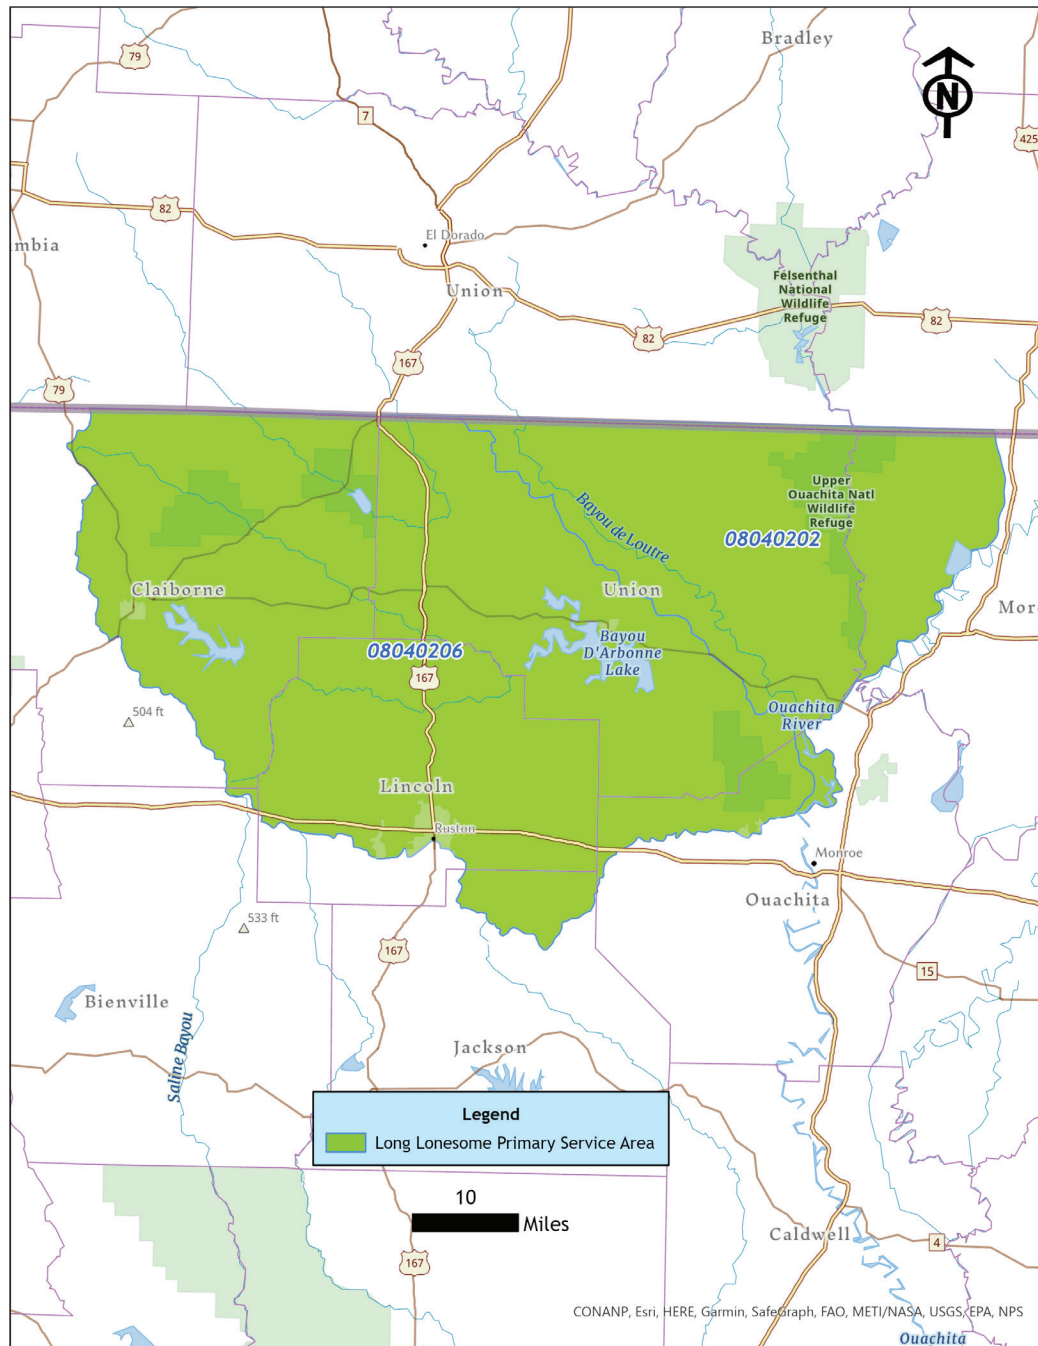 Bradley
79
N
7
425
82
mbia
El Dorado
Union
Felsenthal
National
Wildlife
Refuge
82
82
167
79
Upper
Ouachita Natl
Wildlife
Refuge
Bayou de Loutre
08040202
Claiborne
Union
Mor
Bayou
D'Arbonne
Lake
08040206
167
504 ft
Ouachita
River
Lincoln
Ruston
Monroe
Ouachita
533 ft
167
15
Bienville
Saline Bayou
Jackson
Legend
Long Lonesome Primary Service Area
10
Miles
Caldwell
4
167
CONANP, Esri, HERE, Garmin, SafeGraph, FAO, METI/NASA, USGS, EPA, NPS
Ouachita